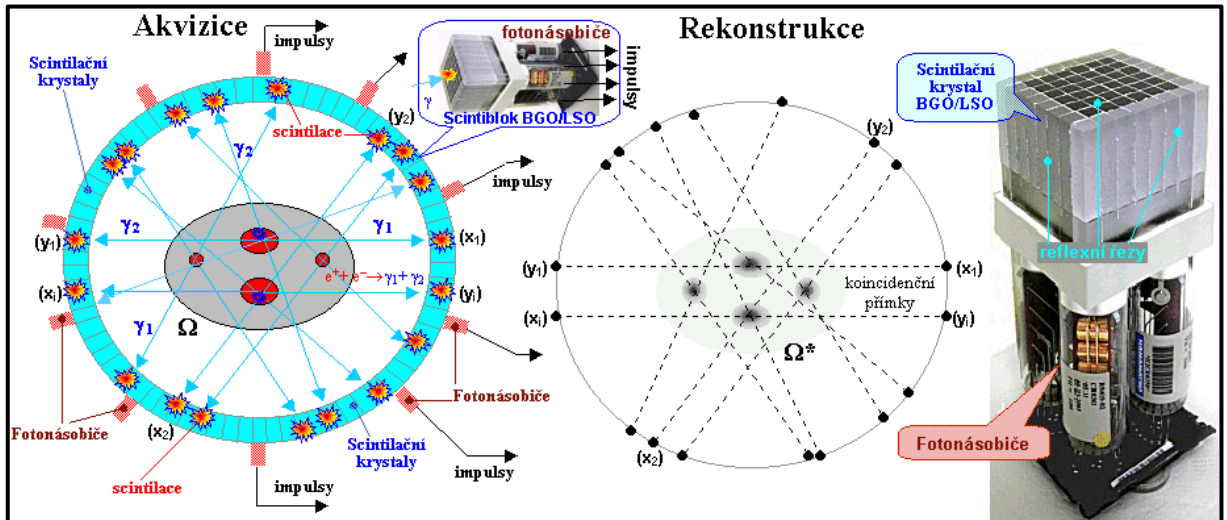 Akvizice
impulsy
Scintilační
krystaly
scintilace
(y₂)
γ₂
fotonásobiče
impulsy
γ
Scintiblok BGO/LSO
impulsy
γ₂
γ₁
(y₁)
(x₁)
e⁺+ e⁻→ γ₁+ γ₂
(xᵢ)
(yᵢ)
γ₁
Ω
Fotonásobiče
Fotonásobiče
(x₂)
Scintilační
krystaly
impulsy
scintilace
impulsy
Rekonstrukce
(y₂)
(y₁)
(x₁)
koincidenční
přímky
(xᵢ)
(yᵢ)
Ω*
(x₂)
Scintilační
krystal
BGO/LSO
reflexní řezy
Fotonásobiče
HAMAMATSU